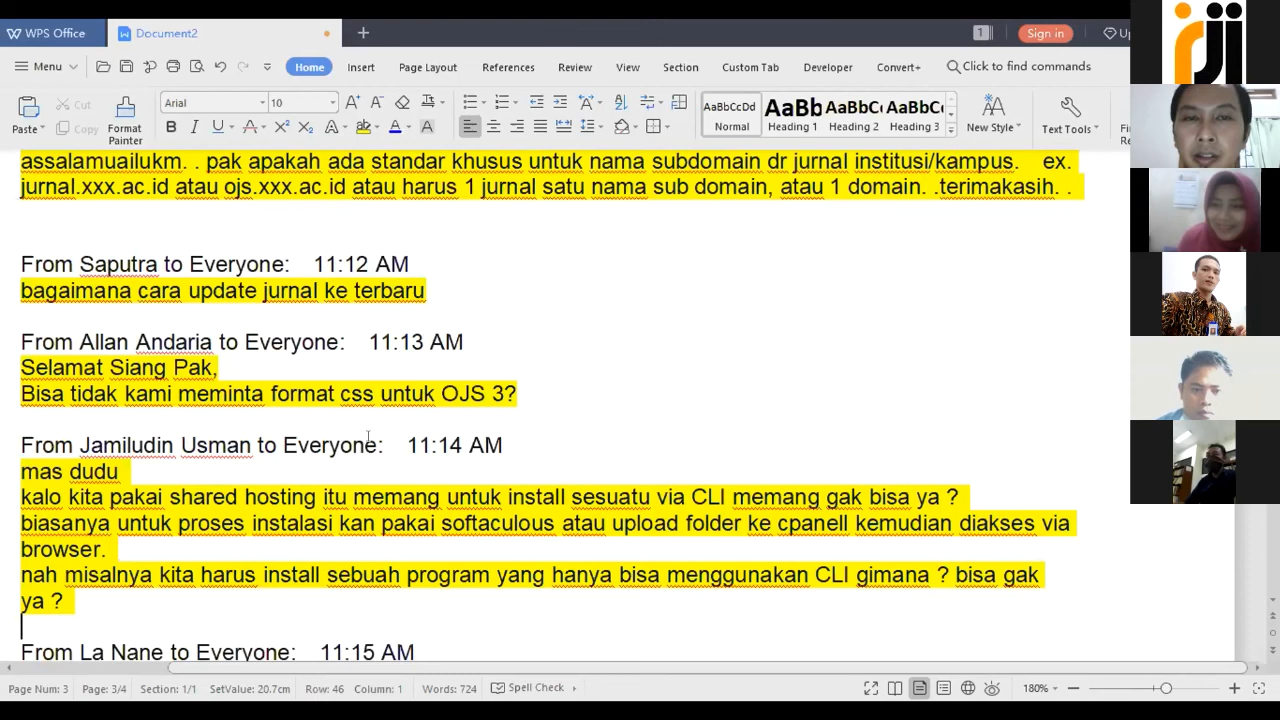 WPS Office
Document2
1
Sign in
Up
rji
Menu
Home
Insert
Page Layout
References
Review
View
Section
Custom Tab
Developer
Convert+
Click to find commands
Paste
Cut
Copy
Format Painter
Arial
10
AaBbCcDd
Normal
AaBb
Heading 1
AaBbC
Heading 2
AaBbC
Heading 3
New Style
Text Tools
assalamuailukm. . pak apakah ada standar khusus untuk nama subdomain dr jurnal institusi/kampus. ex.
jurnal.xxx.ac.id atau ojs.xxx.ac.id atau harus 1 jurnal satu nama sub domain, atau 1 domain. .terimakasih. .
From Saputra to Everyone: 11:12 AM
bagaimana cara update jurnal ke terbaru
From Allan Andaria to Everyone: 11:13 AM
Selamat Siang Pak,
Bisa tidak kami meminta format css untuk OJS 3?
From Jamiludin Usman to Everyone: 11:14 AM
mas dudu
kalo kita pakai shared hosting itu memang untuk install sesuatu via CLI memang gak bisa ya ?
biasanya untuk proses instalasi kan pakai softaculous atau upload folder ke cpanell kemudian diakses via
browser.
nah misalnya kita harus install sebuah program yang hanya bisa menggunakan CLI gimana ? bisa gak
ya ?
From La Nane to Everyone: 11:15 AM
Page Num: 3
Page: 3/4
Section: 1/1
SetValue: 20.7cm
Row: 46
Column: 1
Words: 724
Spell Check
180%